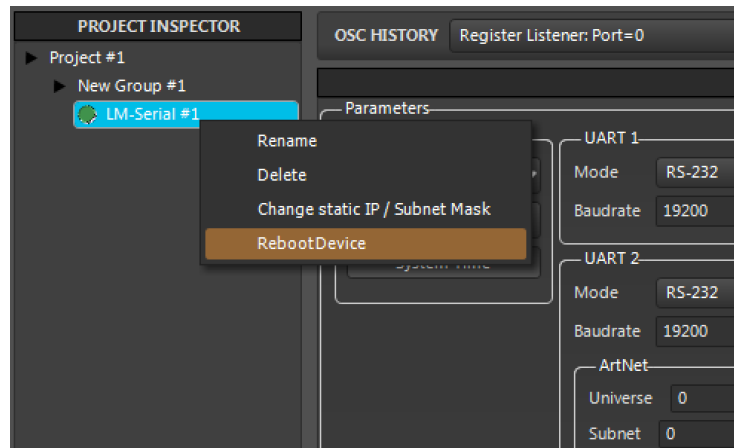 PROJECT INSPECTOR
Project #1
New Group #1
LM-Serial #1
Rename
Delete
Change static IP / Subnet Mask
RebootDevice
OSC HISTORY Register Listener: Port=0
Parameters
System Time
UART 1
Mode RS-232
Baudrate 19200
UART 2
Mode RS-232
Baudrate 19200
ArtNet
Universe 0
Subnet 0